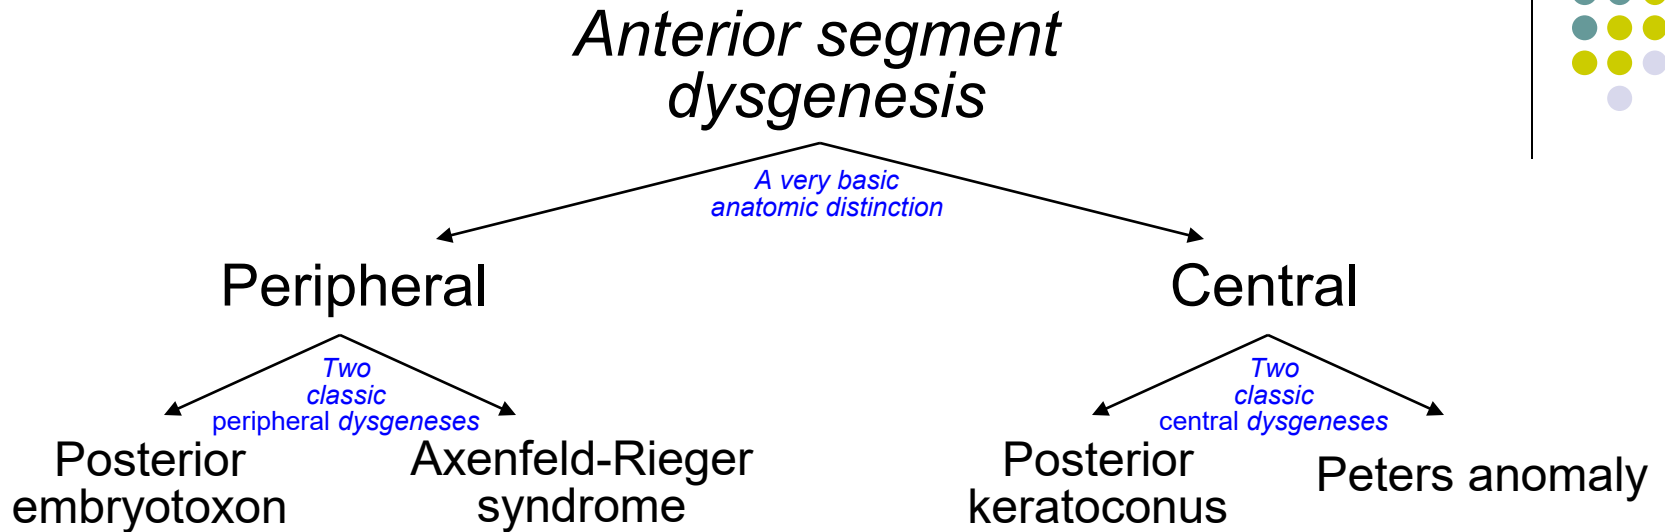 Anterior segment
dysgenesis
A very basic
anatomic distinction
Peripheral
Central
Two
classic
peripheral dysgeneses
Two
classic
central dysgeneses
Posterior
embryotoxon
Axenfeld-Rieger
syndrome
Posterior
keratoconus
Peters anomaly